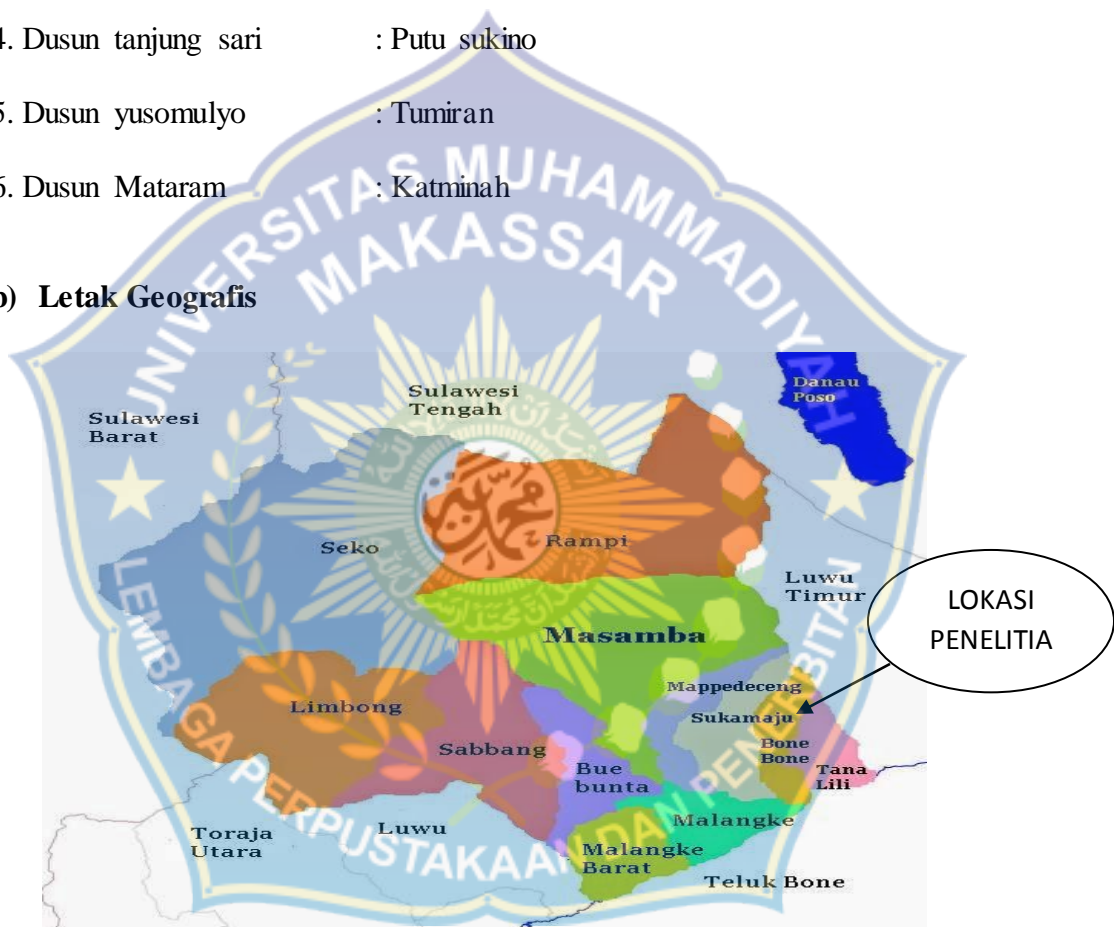 4. Dusun tanjung sari : Putu sukino
5. Dusun yusomulyo : Tumiran
6. Dusun Mataram : Katminah
b) Letak Geografis
UNIVERSITAS MUHAMMADIYAH
MAKASSAR
Sulawesi
Tengah
Danau
Poso
Sulawesi
Barat
Seko
Rampi
Luwu
Timur
LOKASI
PENELITIA
Masamba
Mappedeceng
Sukamaju
Limbong
Sabbang
Bone
Bone
Bue
bunta
Tana
Lili
Malangke
Toraja
Utara
Luwu
Malangke
Barat
Teluk Bone
LEMBAGA PERPUSTAKAAN DAN PENERBITAN